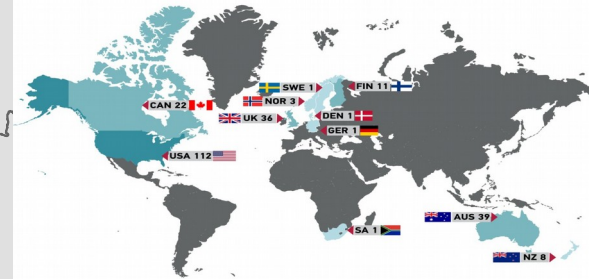 SWE 1
FIN 11
NOR 3
CAN 22
DEN 1
UK 36
GER 1
USA 112
AUS 39
SA 1
NZ 8